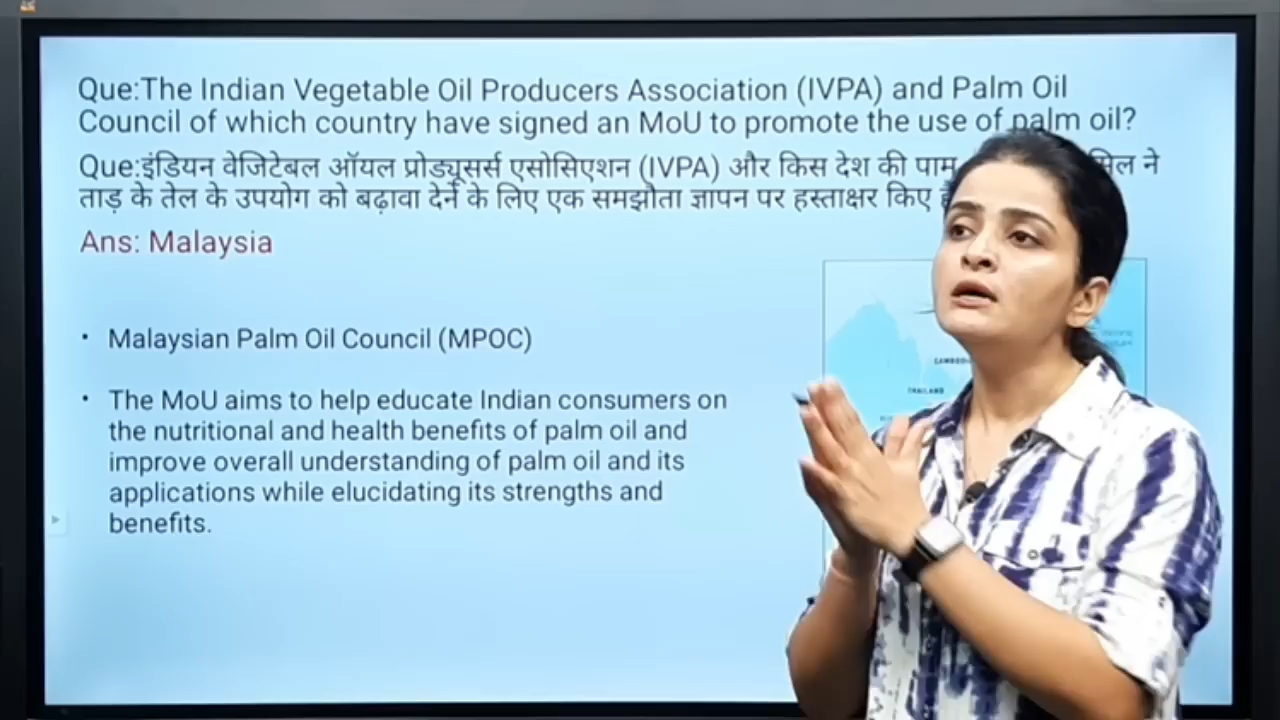 Que:The Indian Vegetable Oil Producers Association (IVPA) and Palm Oil
Council of which country have signed an MoU to promote the use of palm oil?
Que:इंडियन वेजिटेबल ऑयल प्रोड्यूसर्स एसोसिएशन (IVPA) और किस देश की पाम ने
ताड़ के तेल के उपयोग को बढ़ावा देने के लिए एक समझौता ज्ञापन पर हस्ताक्षर किए
Ans: Malaysia
• Malaysian Palm Oil Council (MPOC)
• The MoU aims to help educate Indian consumers on
the nutritional and health benefits of palm oil and
improve overall understanding of palm oil and its
applications while elucidating its strengths and
benefits.
THAILAND